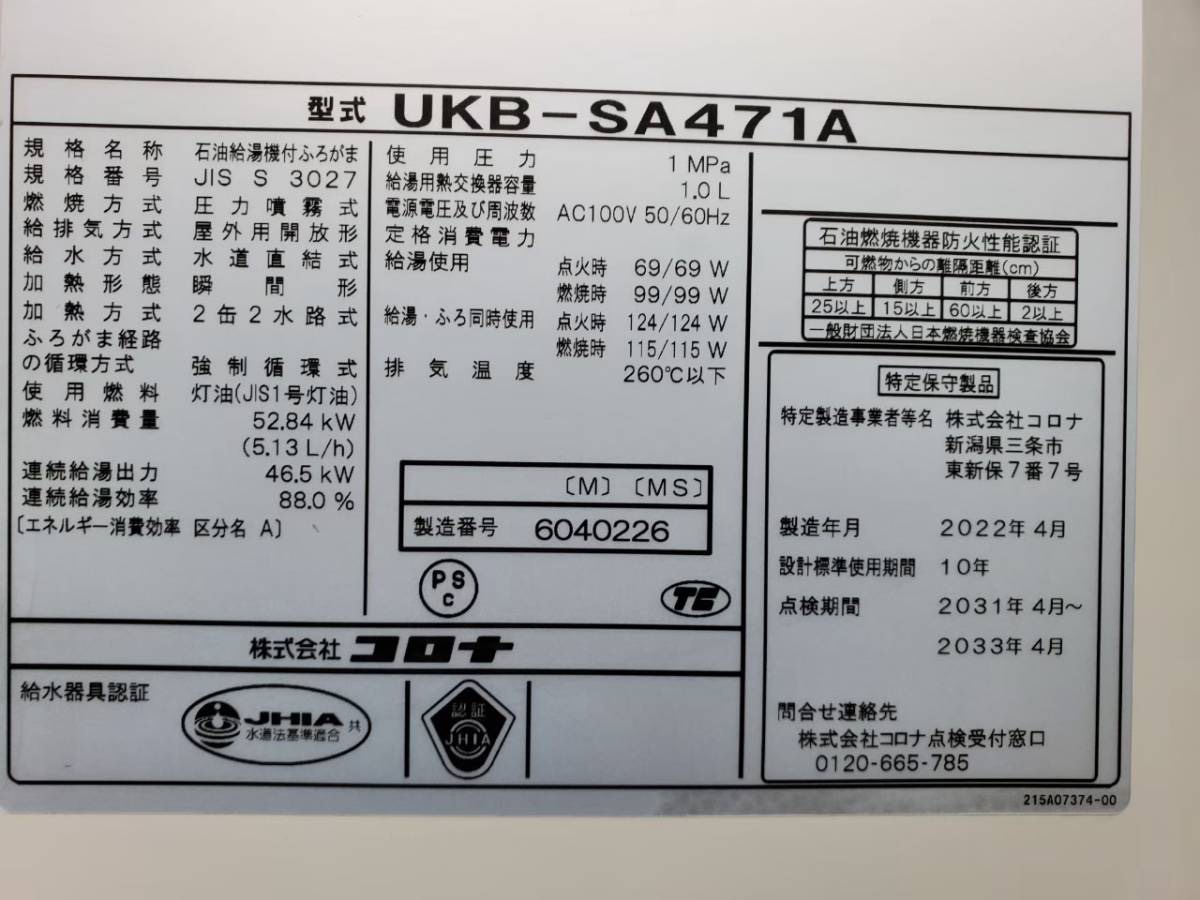 型式 UKB-SA471A
規格名称 石油給湯機付ふろがま
規格番号 JIS S 3027
燃焼方式 圧力噴霧式
給排気方式 屋外用開放形
給水方式 水道直結式
加熱形態 瞬間形
加熱方式 2缶2水路式
ふろがま経路
の循環方式 強制循環式
使用燃料 灯油(JIS1号灯油)
燃料消費量 52.84 kW
(5.13 L/h)
連続給湯出力 46.5 kW
連続給湯効率 88.0 %
〔エネルギー消費効率 区分名 A〕
使用圧力 1 MPa
給湯用熱交換器容量 1.0 L
電源電圧及び周波数 AC100V 50/60Hz
定格消費電力
給湯使用 点火時 69/69 W
燃焼時 99/99 W
給湯・ふろ同時使用 点火時 124/124 W
燃焼時 115/115 W
排気温度 260℃以下
〔M〕〔MS〕
製造番号 6040226
PS
C
TE
石油燃焼機器防火性能認証
可燃物からの離隔距離(cm)
上方 側方 前方 後方
25以上 15以上 60以上 2以上
一般財団法人日本燃焼機器検査協会
特定保守製品
特定製造事業者等名 株式会社コロナ
新潟県三条市
東新保7番7号
製造年月 2022年 4月
設計標準使用期間 10年
点検期間 2031年 4月~
2033年 4月
問合せ連絡先
株式会社コロナ点検受付窓口
0120-665-785
株式会社 コロナ
給水器具認証
JHIA 共
水道法基準適合
認証
JHIA
215A07374-00